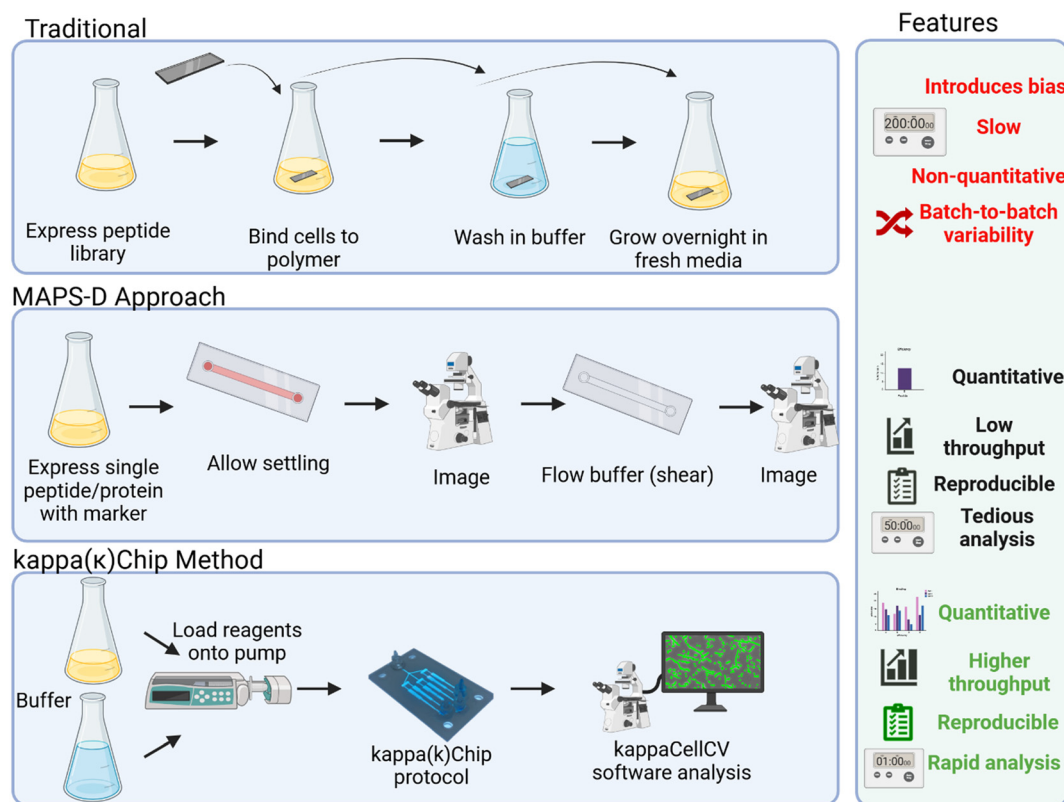 Traditional
Features
Express peptide
library
Bind cells to
polymer
Wash in buffer
Grow overnight in
fresh media
Introduces bias
200:00
00
Slow
Non-quantitative
Batch-to-batch
variability
MAPS-D Approach
Express single
peptide/protein
with marker
Allow settling
Image
Flow buffer (shear)
Image
Quantitative
Low
throughput
Reproducible
50:00
00
Tedious
analysis
kappa(κ)Chip Method
Buffer
Load reagents
onto pump
kappa(k)Chip
protocol
kappaCellCV
software analysis
Quantitative
Higher
throughput
Reproducible
01:00
00
Rapid analysis